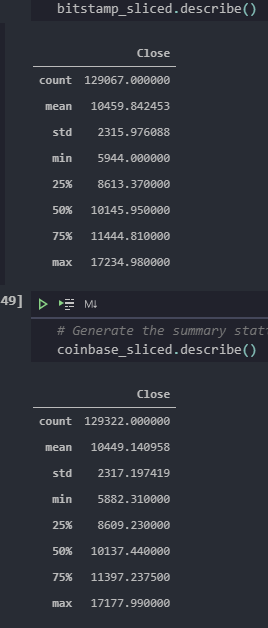 bitstamp_sliced.describe()
Close
count 129067.000000
mean 10459.842453
std 2315.976088
min 5944.000000
25% 8613.370000
50% 10145.950000
75% 11444.810000
max 17234.980000
49] M↓
# Generate the summary stat
coinbase_sliced.describe()
Close
count 129322.000000
mean 10449.140958
std 2317.197419
min 5882.310000
25% 8609.230000
50% 10137.440000
75% 11397.237500
max 17177.990000